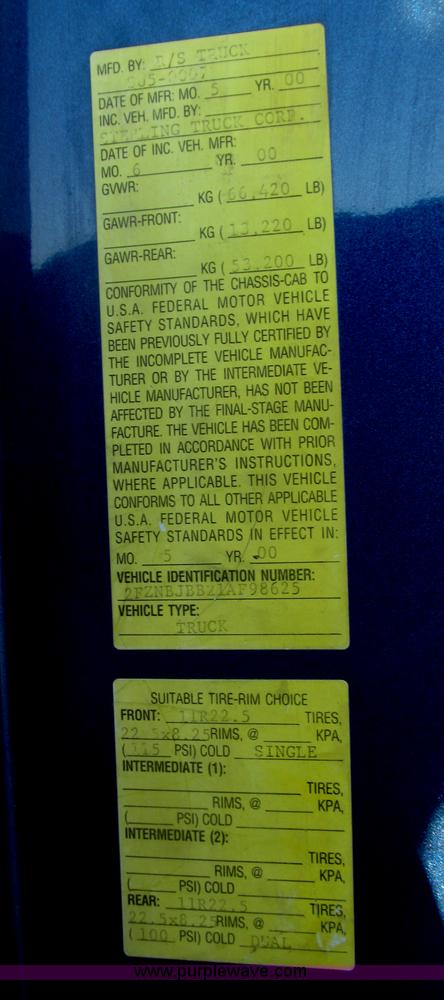 MFD. BY: R/S TRUCK
005-0007
DATE OF MFR: MO. 5 YR. 00
INC. VEH. MFD. BY:
STERLING TRUCK CORP.
DATE OF INC. VEH. MFR:
MO. 6 YR. 00
GVWR:
KG (66,420 LB)
GAWR-FRONT:
KG (13,220 LB)
GAWR-REAR:
KG (53,200 LB)
CONFORMITY OF THE CHASSIS-CAB TO
U.S.A. FEDERAL MOTOR VEHICLE
SAFETY STANDARDS, WHICH HAVE
BEEN PREVIOUSLY FULLY CERTIFIED BY
THE INCOMPLETE VEHICLE MANUFAC-
TURER OR BY THE INTERMEDIATE VE-
HICLE MANUFACTURER, HAS NOT BEEN
AFFECTED BY THE FINAL-STAGE MANU-
FACTURE. THE VEHICLE HAS BEEN COM-
PLETED IN ACCORDANCE WITH PRIOR
MANUFACTURER'S INSTRUCTIONS,
WHERE APPLICABLE. THIS VEHICLE
CONFORMS TO ALL OTHER APPLICABLE
U.S.A. FEDERAL MOTOR VEHICLE
SAFETY STANDARDS IN EFFECT IN:
MO. 5 YR. 00
VEHICLE IDENTIFICATION NUMBER:
2FZNBJBB21AF98625
VEHICLE TYPE:
TRUCK
SUITABLE TIRE-RIM CHOICE
FRONT: 11R22.5 TIRES,
22.5x8.25 RIMS, @ KPA,
(115 PSI) COLD SINGLE
INTERMEDIATE (1):
TIRES,
RIMS, @ KPA,
( PSI) COLD
INTERMEDIATE (2):
TIRES,
RIMS, @ KPA,
( PSI) COLD
REAR: 11R22.5 TIRES,
22.5x8.25 RIMS, @ KPA,
(100 PSI) COLD DUAL
www.purplewave.com